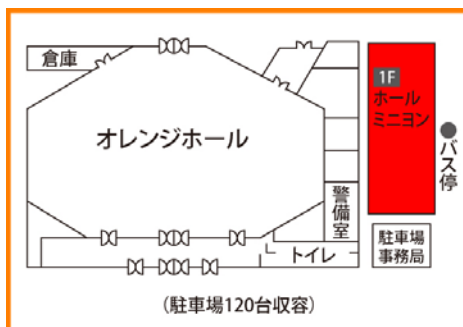 倉庫
1F
ホール
ミニヨン
オレンジホール
●バス停
警備室
駐車場
事務局
トイレ
（駐車場120台収容）